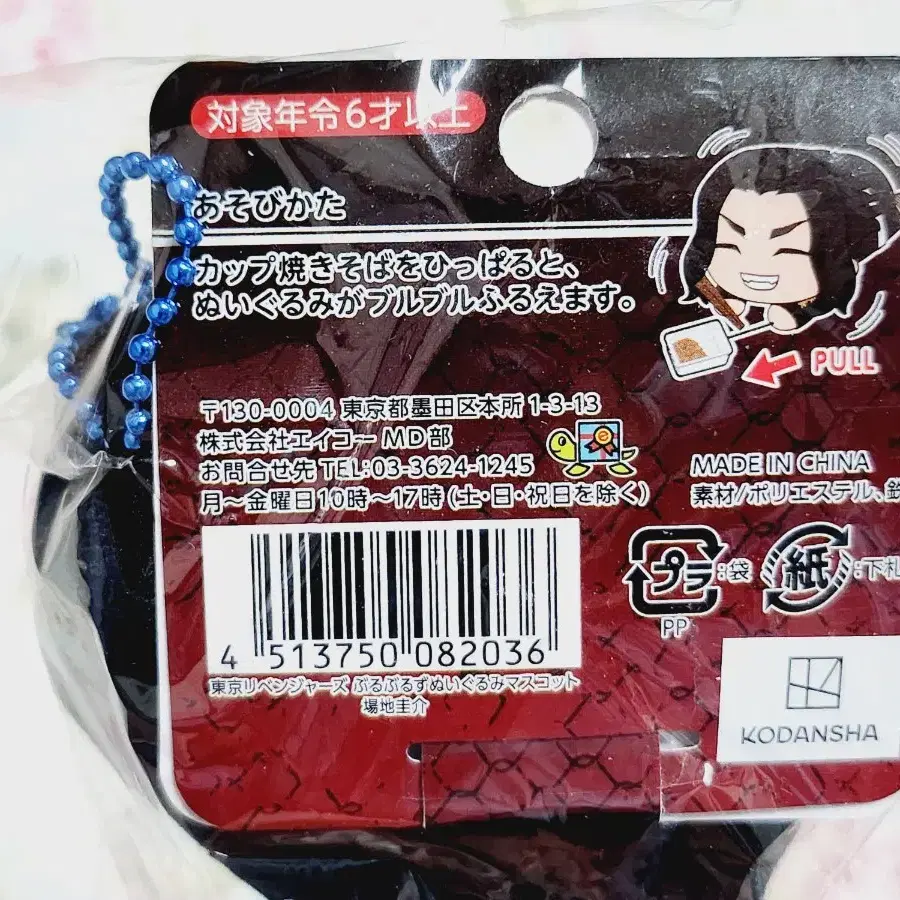 対象年令6才以上
あそびかた
カップ焼きそばをひっぱると、
ぬいぐるみがブルブルふるえます。
PULL
〒130-0004 東京都墨田区本所1-3-13
株式会社エイコー MD部
お問合せ先 TEL:03-3624-1245
月～金曜日10時～17時(土・日・祝日を除く)
MADE IN CHINA
素材/ポリエステル、鉄
プラ:袋
PP
紙:下札
4 513750 082036
東京リベンジャーズ ぶるぶるずぬいぐるみマスコット
場地圭介
KODANSHA